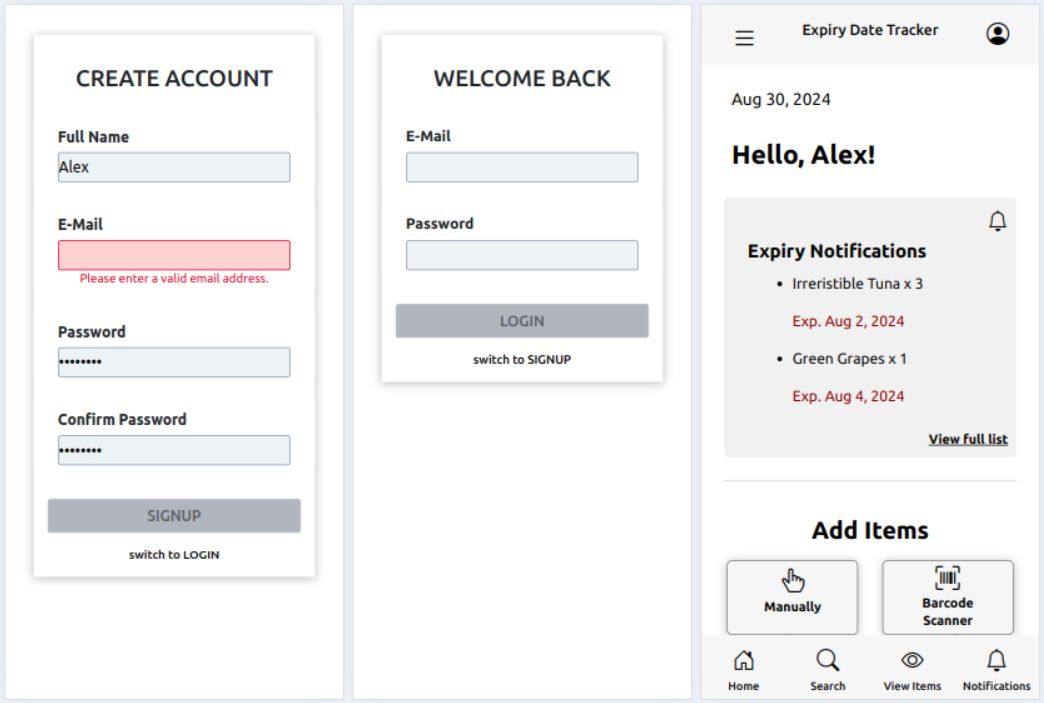 CREATE ACCOUNT
Full Name
Alex
E-Mail
Please enter a valid email address.
Password
••••••••
Confirm Password
••••••••
SIGNUP
switch to LOGIN
WELCOME BACK
E-Mail
Password
LOGIN
switch to SIGNUP
Expiry Date Tracker
Aug 30, 2024
Hello, Alex!
Expiry Notifications
• Irreristible Tuna x 3
Exp. Aug 2, 2024
• Green Grapes x 1
Exp. Aug 4, 2024
View full list
Add Items
Manually
Barcode
Scanner
Home
Search
View Items
Notifications